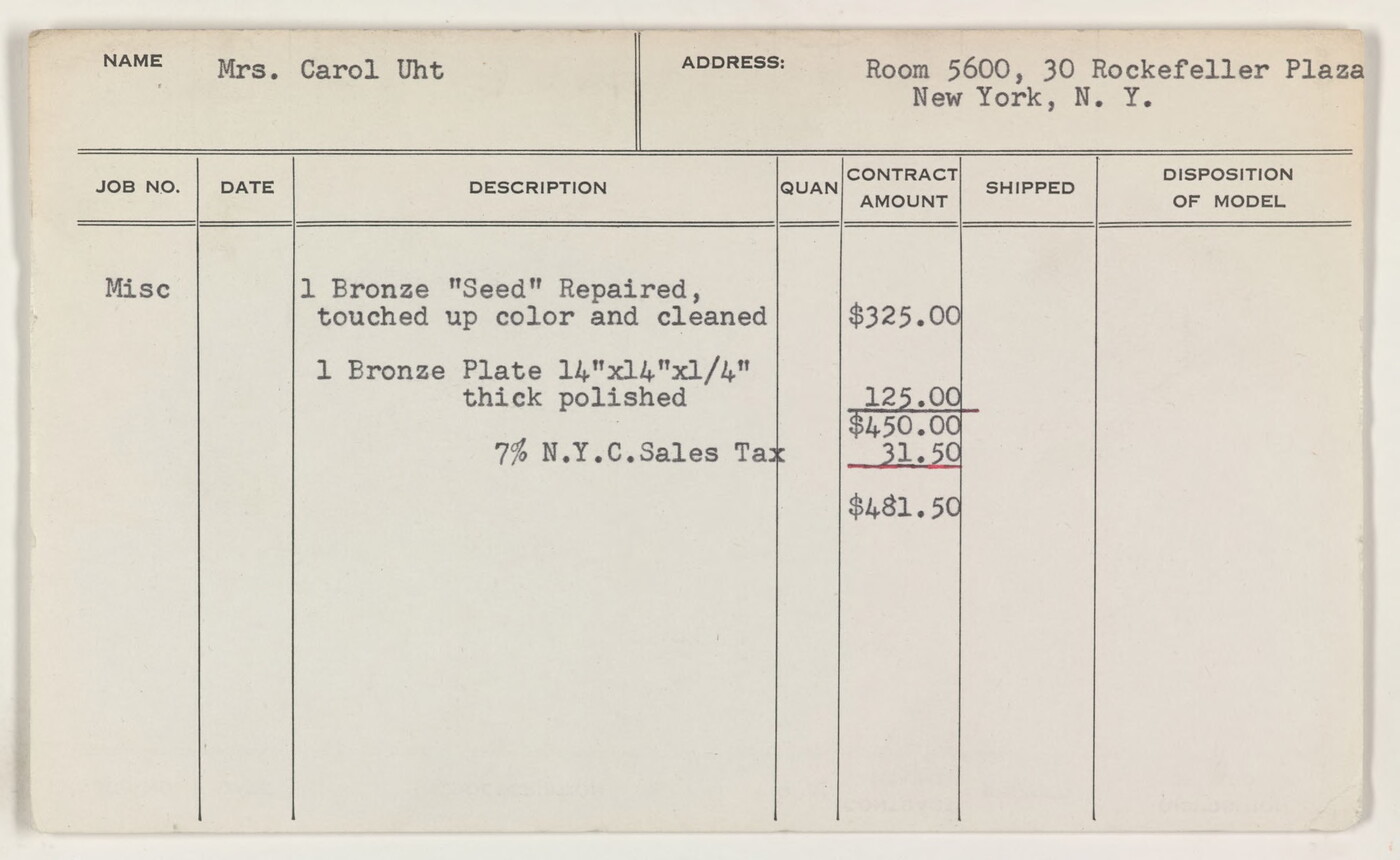 NAME Mrs. Carol Uht ADDRESS: Room 5600, 30 Rockefeller Plaza
New York, N. Y.
JOB NO. DATE DESCRIPTION QUAN CONTRACT AMOUNT SHIPPED DISPOSITION OF MODEL
Misc 1 Bronze "Seed" Repaired,
touched up color and cleaned $325.00
1 Bronze Plate 14"x14"x1/4"
thick polished 125.00
$450.00
7% N.Y.C.Sales Tax 31.50
$481.50